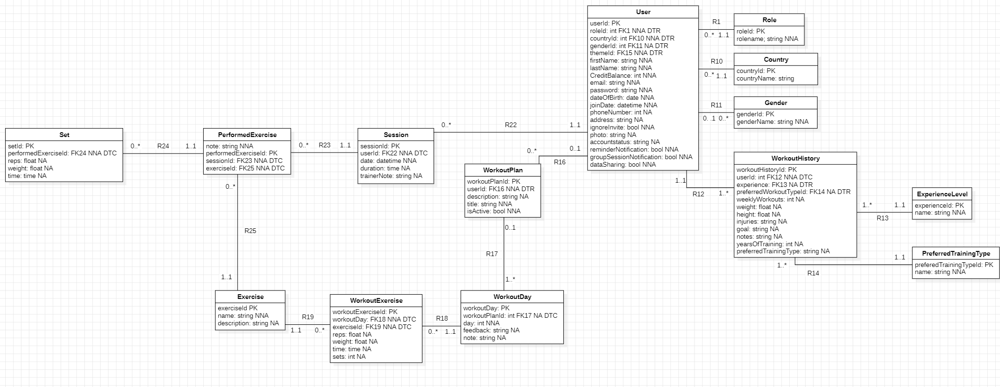 User
userId: PK
roleId: int FK1 NNA DTR
countryId: int FK10 NNA DTR
genderId: int FK11 NA DTR
themeId: FK15 NNA DTR
firstName: string NNA
lastName: string NNA
CreditBalance: int NNA
email: string NNA
password: string NNA
dateOfBirth: date NNA
joinDate: datetime NNA
phoneNumber: int NA
address: string NA
ignoreInvite: bool NNA
photo: string NA
accountstatus: string NA
reminderNotification: bool NNA
groupSessionNotification: bool NNA
dataSharing: bool NNA
R1
0..* 1..1
Role
roleId: PK
rolename; string NNA
R10
0..* 1..1
Country
countryId: PK
countryName: string
R11
0. .1 0..*
Gender
genderId: PK
genderName: string NNA
Set
setId: PK
performedExerciseId: FK24 NNA DTC
reps: float NA
weight: float NA
time: time NA
0..* R24 1..1
PerformedExercise
note: string NNA
performedExerciseId: PK
sessionId: FK23 NNA DTC
exerciseId: FK25 NNA DTC
0..* R23 1..1
Session
sessionId: PK
userId: FK22 NNA DTC
date: datetime NNA
duration: time NA
trainerNote: string NA
0..* R22 1..1
0..* 0..1
R16
WorkoutPlan
workoutPlanId: PK
userId: FK16 NNA DTR
description: string NA
title: string NNA
isActive: bool NNA
1..1
R12 1..*
WorkoutHistory
workoutHistoryId: PK
userId: int FK12 NNA DTC
experience: FK13 NA DTR
preferredWorkoutTypeId: FK14 NA DTR
weeklyWorkouts: int NA
weight: float NA
height: float NA
injuries: string NA
goal: string NA
notes: string NA
yearsOfTraining: int NA
preferredTrainingType: string NA
1..* 1..1
R13
ExperienceLevel
experienceId: PK
name: string NNA
1..1
1..*
R14
PreferredTrainingType
preferedTrainingTypeId: PK
name: string NNA
0..*
R25
1..1
0..1
R17
1..*
Exercise
exerciseId PK
name: string NNA
description: string NA
R19
1..1 0..*
WorkoutExercise
workoutExerciseId: PK
workoutDay: FK18 NNA DTC
exerciseId: FK19 NNA DTC
reps: float NA
weight: float NA
time: time NA
sets: int NA
R18
0..* 1..1
WorkoutDay
workoutDay: PK
workoutPlanId: int FK17 NA DTC
day: int NNA
feedback: string NA
note: string NA